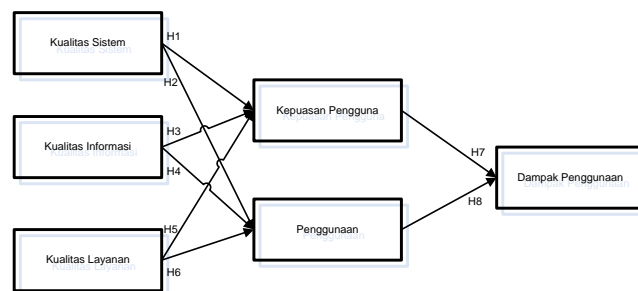 Kualitas Sistem
H1
H2
Kepuasan Pengguna
Kualitas Informasi
H3
H4
H7
Dampak Penggunaan
H8
Penggunaan
H5
Kualitas Layanan
H6